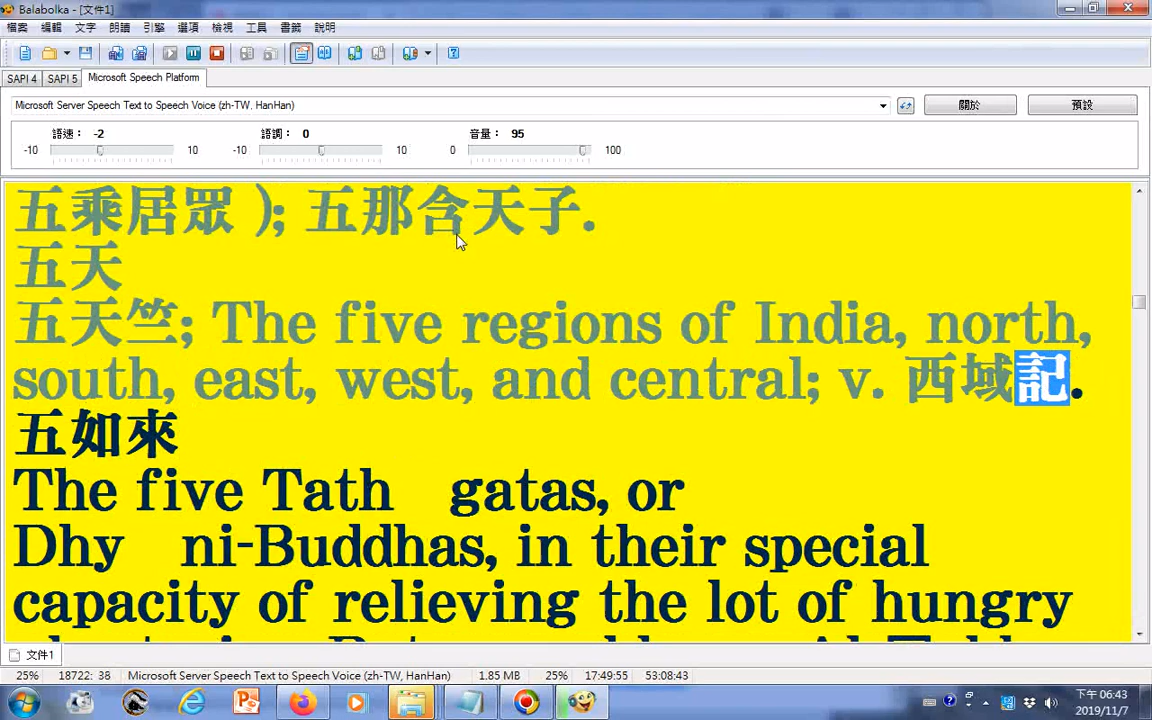 Balabolka - [文件1]
檔案 編輯 文字 朗讀 引擎 選項 檢視 工具 書籤 說明
SAPI 4 SAPI 5 Microsoft Speech Platform
Microsoft Server Speech Text to Speech Voice (zh-TW, HanHan) 關於 預設
語速： -2 語調： 0 音量： 95
-10 10 -10 10 0 100
五乘居眾 ); 五那含天子.
五天
五天竺; The five regions of India, north,
south, east, west, and central; v. 西域記.
五如來
The five Tath gatas, or
Dhy ni-Buddhas, in their special
capacity of relieving the lot of hungry
文件1
25% 18722: 38 Microsoft Server Speech Text to Speech Voice (zh-TW, HanHan) 1.85 MB 25% 17:49:55 53:08:43
下午 06:43
2019/11/7